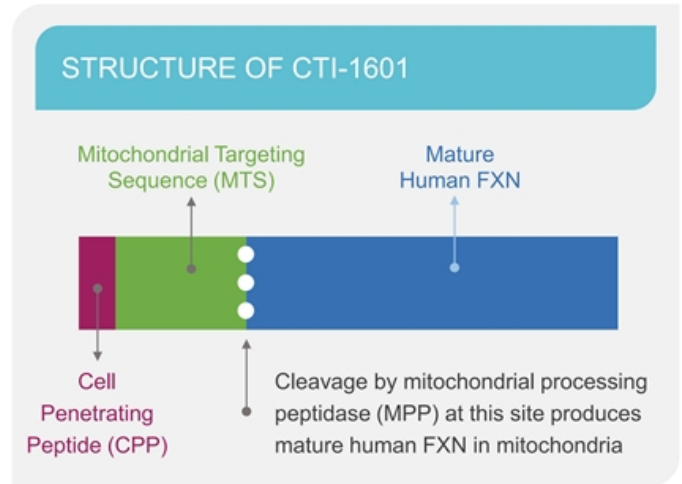 STRUCTURE OF CTI-1601
Mitochondrial Targeting
Sequence (MTS)
Mature
Human FXN
Cell
Penetrating
Peptide (CPP)
Cleavage by mitochondrial processing
peptidase (MPP) at this site produces
mature human FXN in mitochondria